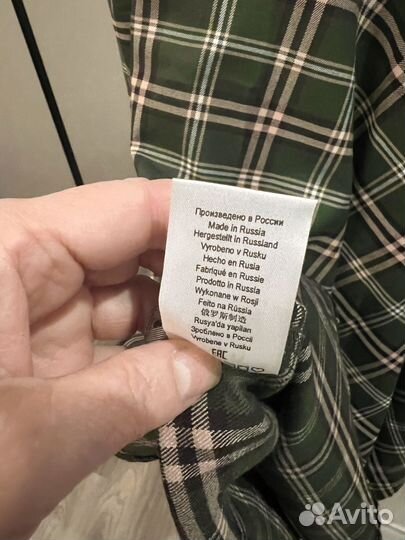 Произведено в России
Made in Russia
Hergestellt in Russland
Vyrobeno v Rusku
Hecho en Rusia
Fabriqué en Russie
Prodotto in Russia
Wykonane w Rosji
Feito na Rússia
俄罗斯制造
Rusya'da yapılan
Зроблено в Росії
Vyrobene v Rusku
EAC
Avito